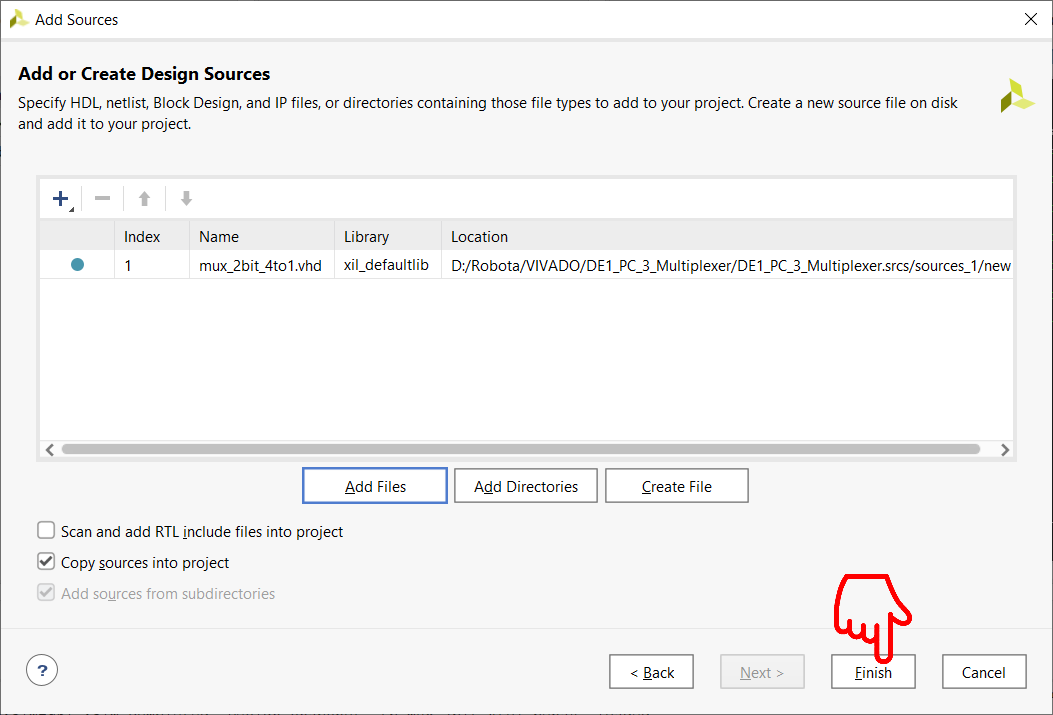 Add Sources
Add or Create Design Sources
Specify HDL, netlist, Block Design, and IP files, or directories containing those file types to add to your project. Create a new source file on disk
and add it to your project.
Index Name Library Location
1 mux_2bit_4to1.vhd xil_defaultlib D:/Robota/VIVADO/DE1_PC_3_Multiplexer/DE1_PC_3_Multiplexer.srcs/sources_1/new
Add Files Add Directories Create File
Scan and add RTL include files into project
Copy sources into project
Add sources from subdirectories
? < Back Next > Finish Cancel